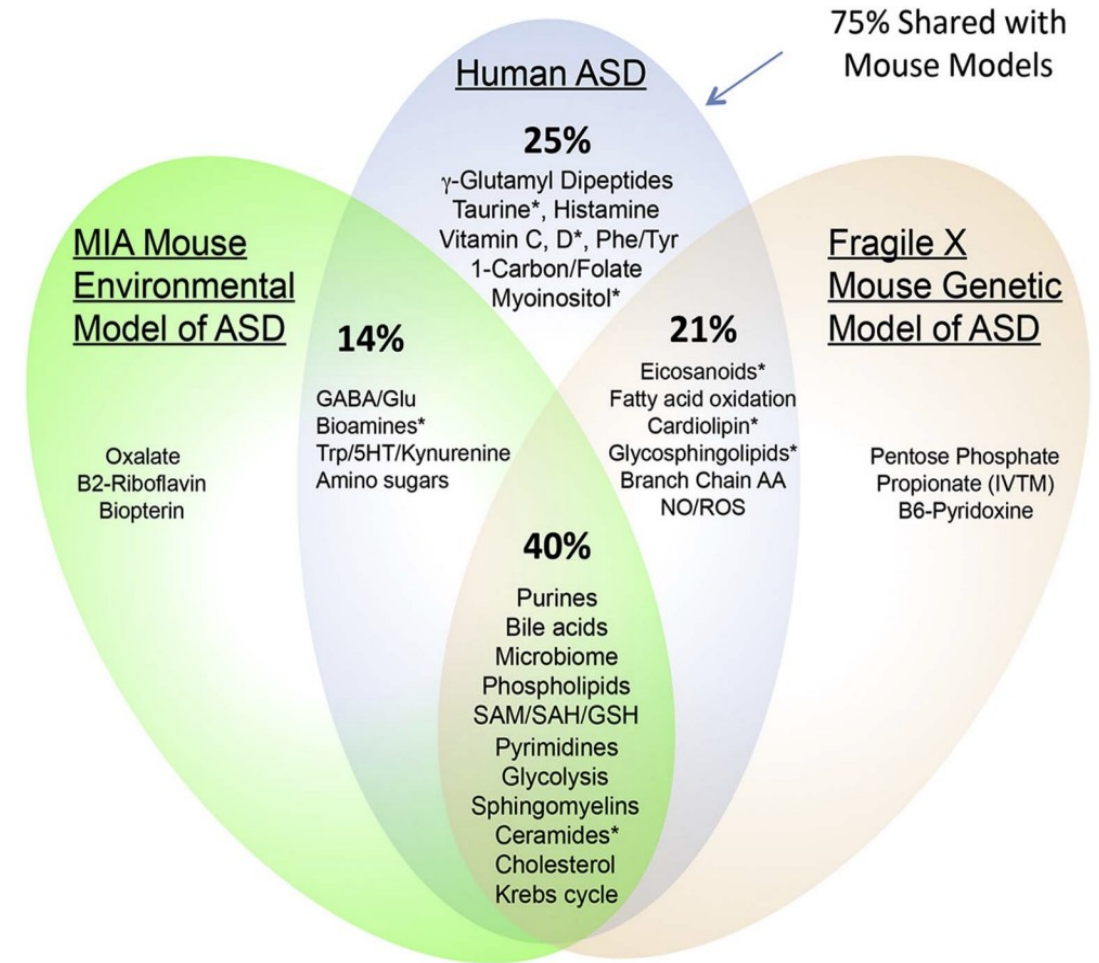 75% Shared with
Mouse Models
Human ASD
25%
γ-Glutamyl Dipeptides
Taurine*, Histamine
Vitamin C, D*, Phe/Tyr
1-Carbon/Folate
Myoinositol*
MIA Mouse
Environmental
Model of ASD
Oxalate
B2-Riboflavin
Biopterin
14%
GABA/Glu
Bioamines*
Trp/5HT/Kynurenine
Amino sugars
21%
Eicosanoids*
Fatty acid oxidation
Cardiolipin*
Glycosphingolipids*
Branch Chain AA
NO/ROS
Fragile X
Mouse Genetic
Model of ASD
Pentose Phosphate
Propionate (IVTM)
B6-Pyridoxine
40%
Purines
Bile acids
Microbiome
Phospholipids
SAM/SAH/GSH
Pyrimidines
Glycolysis
Sphingomyelins
Ceramides*
Cholesterol
Krebs cycle